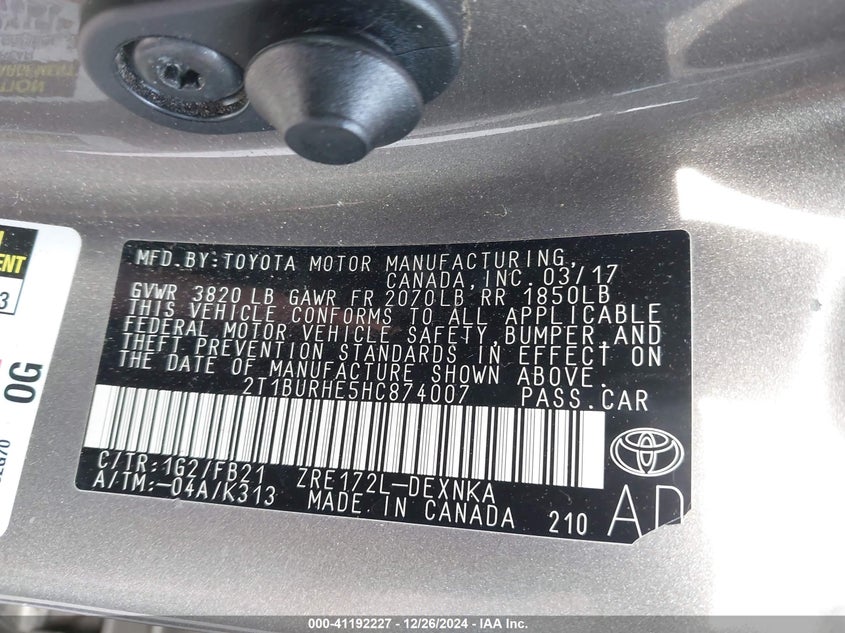 MFD.BY:TOYOTA MOTOR MANUFACTURING,
CANADA,INC. 03/17
GVWR 3820 LB GAWR FR 2070LB RR 1850LB
THIS VEHICLE CONFORMS TO ALL APPLICABLE
FEDERAL MOTOR VEHICLE SAFETY,BUMPER,AND
THEFT PREVENTION STANDARDS IN EFFECT ON
THE DATE OF MANUFACTURE SHOWN ABOVE.
2T1BURHE5HC874007 PASS.CAR
C/TR:1G2/FB21 ZRE172L-DEXNKA
A/TM:-04A/K313 MADE IN CANADA 210
3
OG
000-41192227 - 12/26/2024 - IAA Inc.